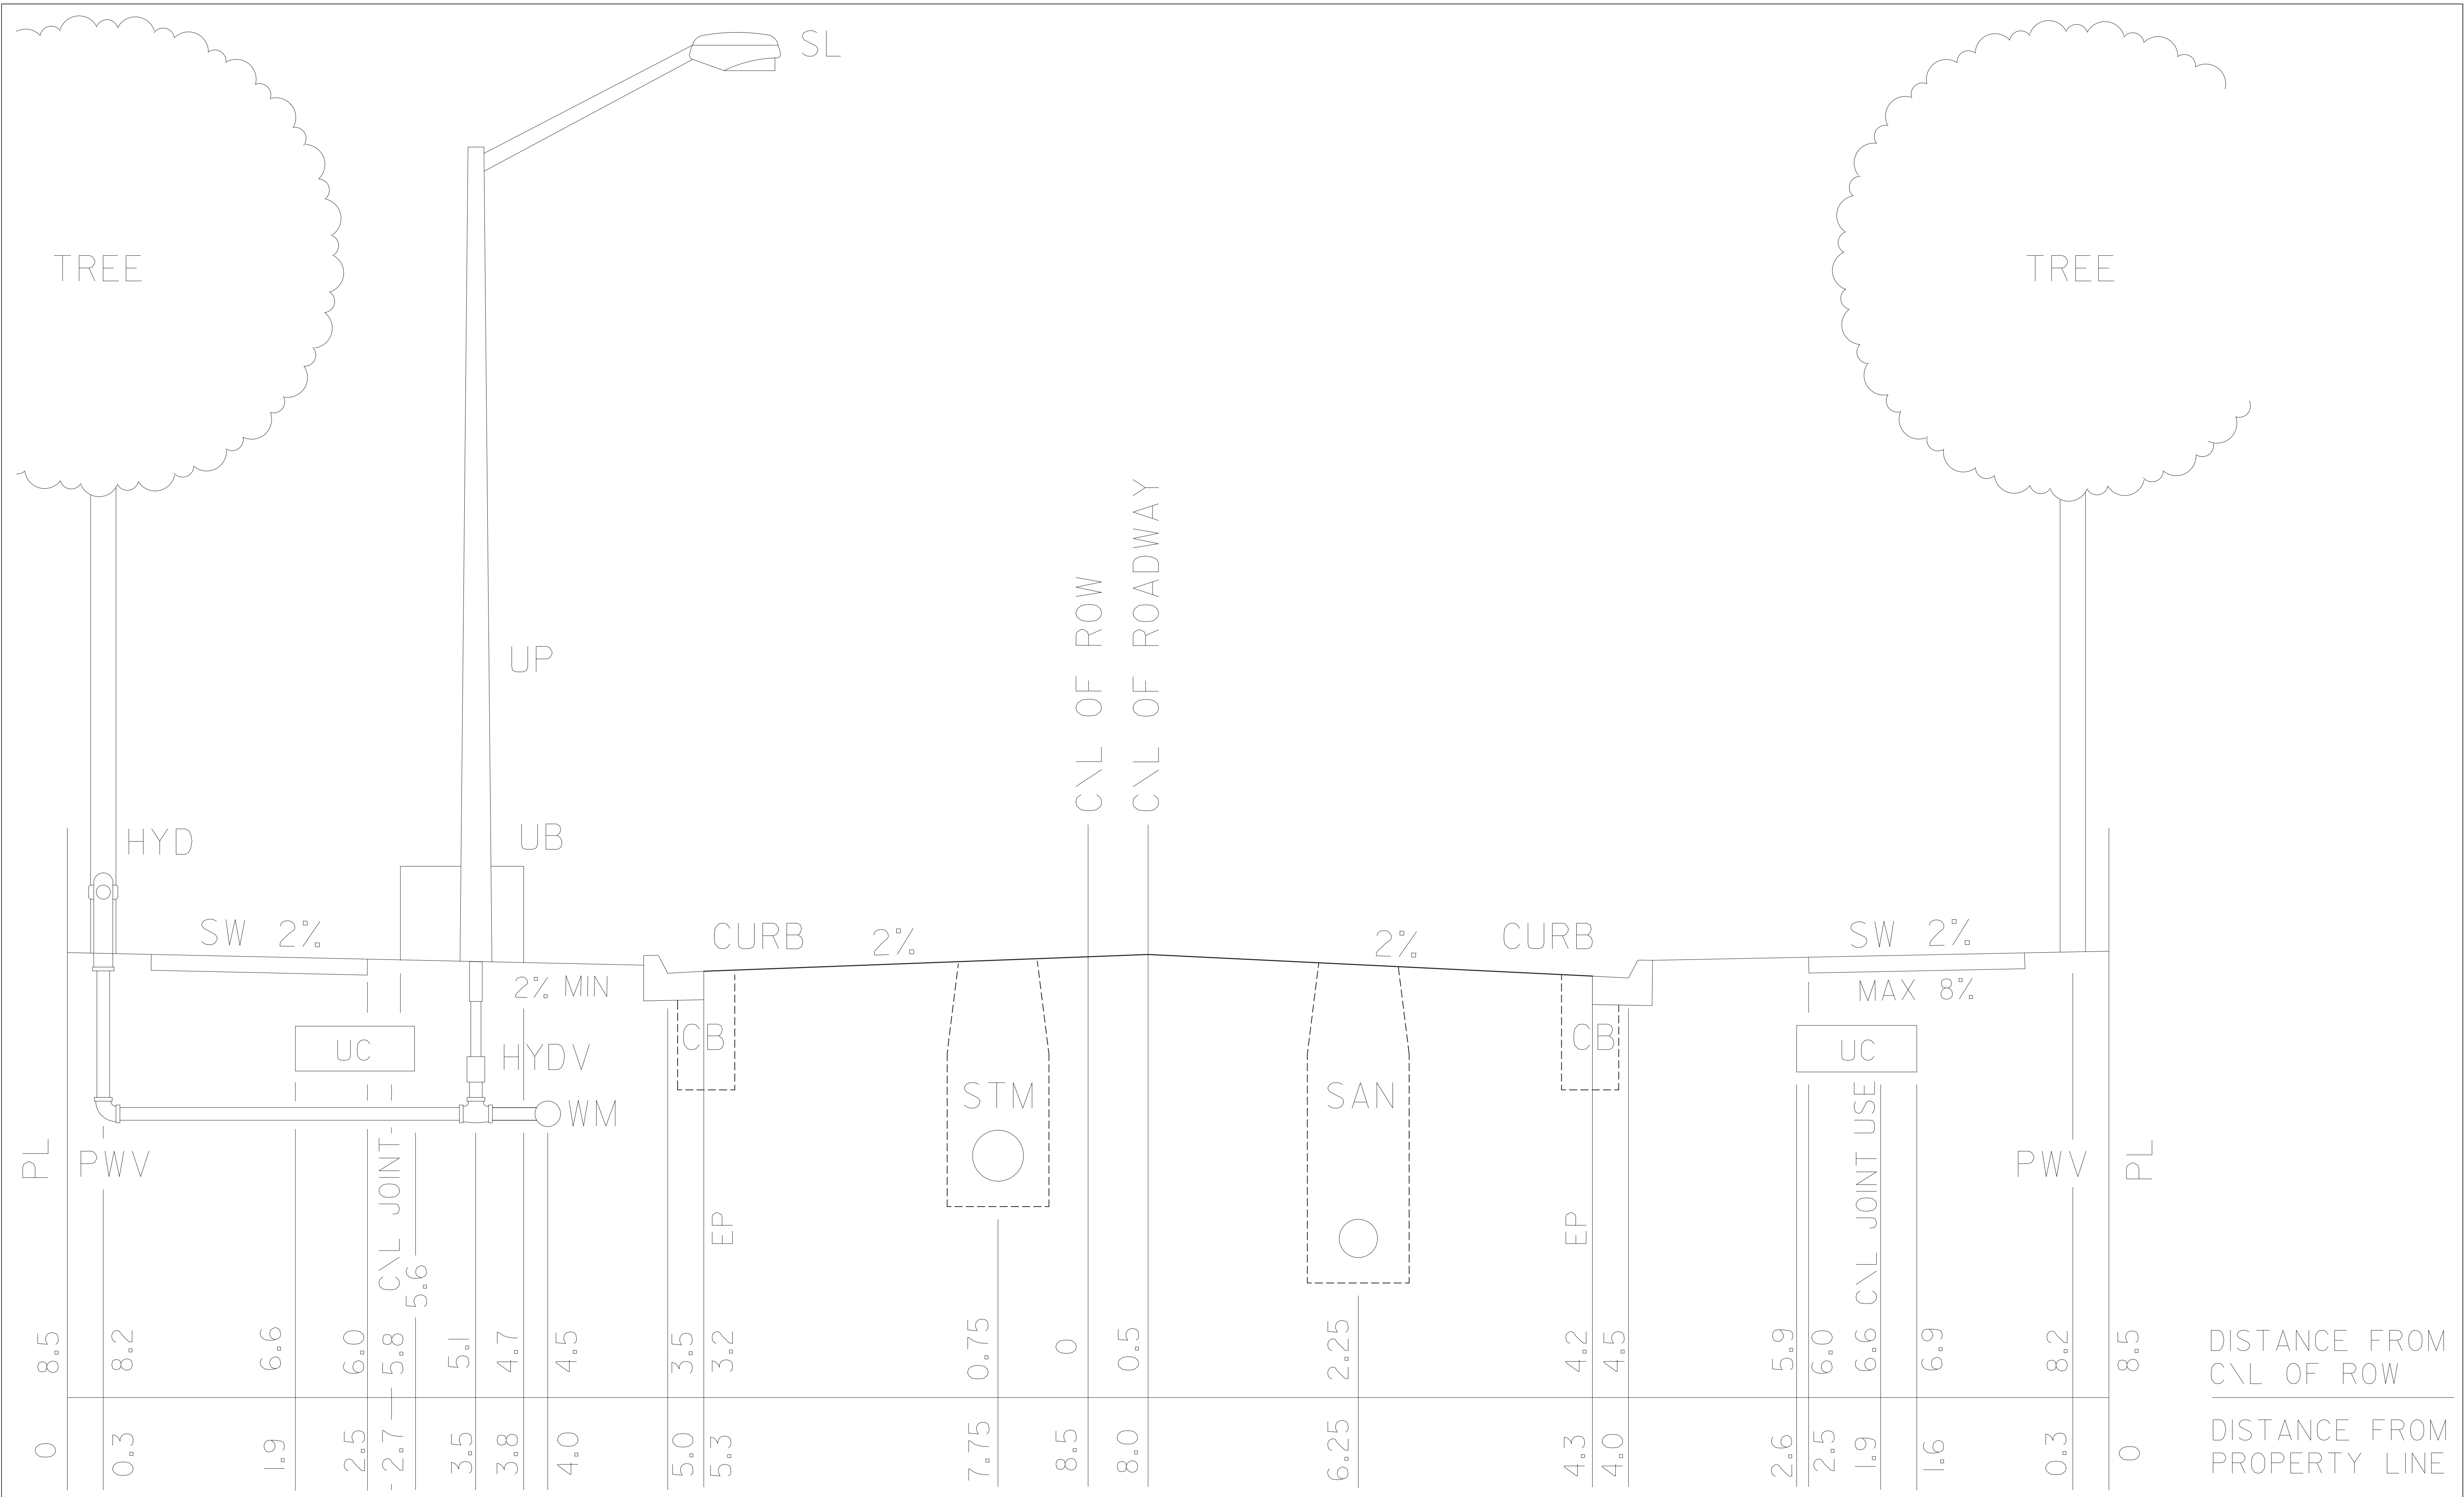 SL
TREE
TREE
C\L OF ROW
C\L OF ROADWAY
UP
UB
HYD
SW 2%
CURB
2%
2%
CURB
SW 2%
2% MIN
MAX 8%
UC
HYDV
CB
CB
UC
STM
SAN
WM
PL
PWV
C\L JOINT
EP
EP
C\L JOINT USE
PWV
PL
5.6
8.5
8.2
6.6
6.0
5.8
5.1
4.7
4.5
3.5
3.2
0.75
0
0.5
2.25
4.2
4.5
5.9
6.0
6.6
6.9
8.2
8.5
DISTANCE FROM
C\L OF ROW
0
0.3
1.9
2.5
2.7
3.5
3.8
4.0
5.0
5.3
7.75
8.5
8.0
6.25
4.3
4.0
2.6
2.5
1.9
1.6
0.3
0
DISTANCE FROM
PROPERTY LINE